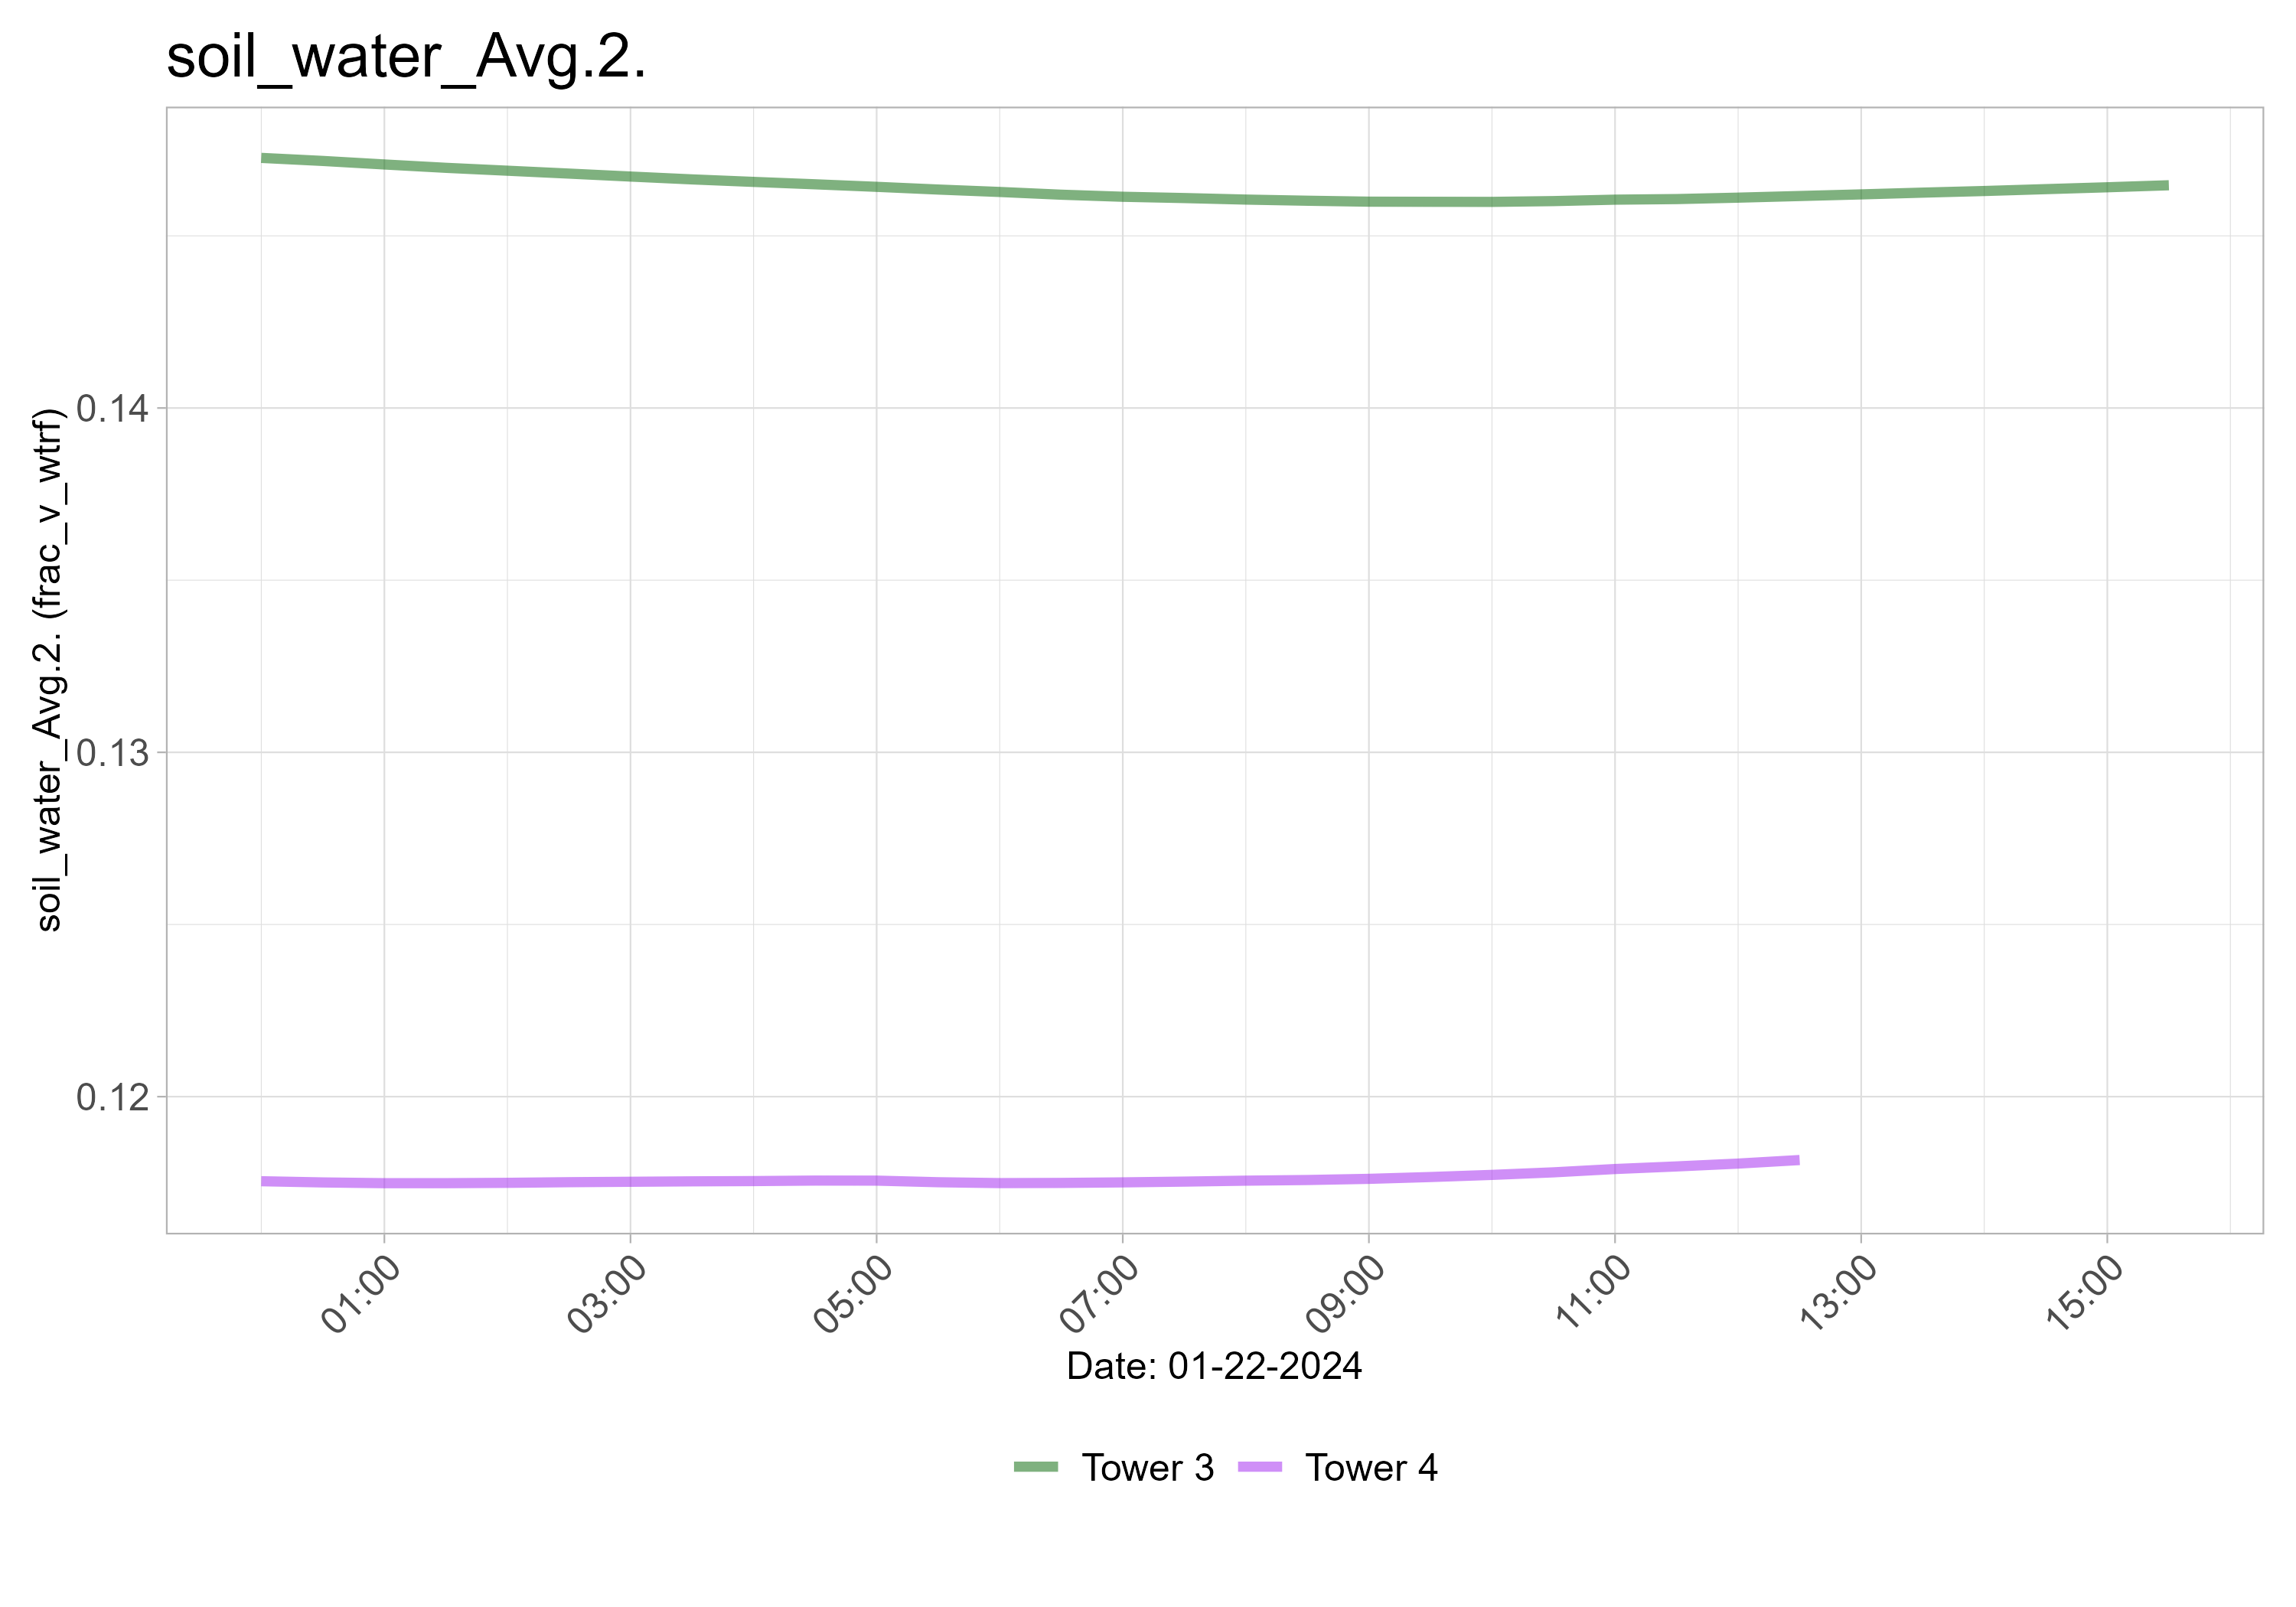 soil_water_Avg.2.
soil_water_Avg.2. (frac_v_wtrf)
0.14
0.13
0.12
01:00
03:00
05:00
07:00
09:00
11:00
13:00
15:00
Date: 01-22-2024
Tower 3
Tower 4